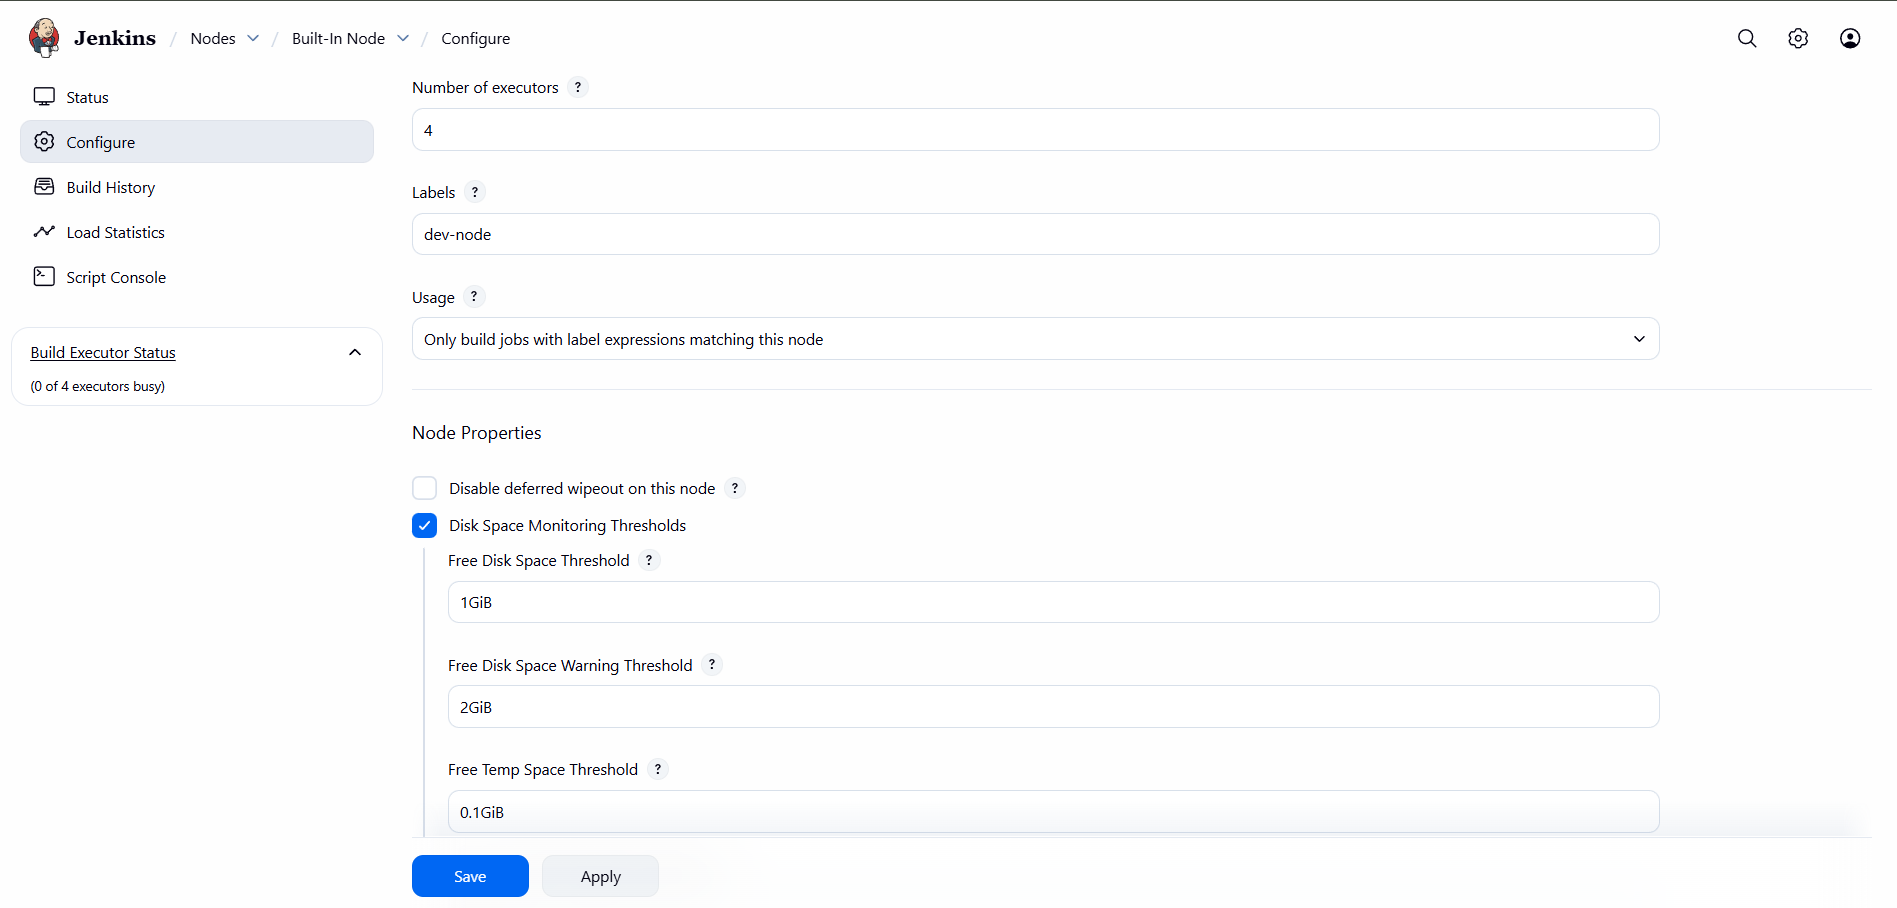 Jenkins / Nodes / Built-In Node / Configure
Status
Configure
Build History
Load Statistics
Script Console
Build Executor Status
(0 of 4 executors busy)
Number of executors ?
4
Labels ?
dev-node
Usage ?
Only build jobs with label expressions matching this node
Node Properties
Disable deferred wipeout on this node ?
Disk Space Monitoring Thresholds
Free Disk Space Threshold ?
1GiB
Free Disk Space Warning Threshold ?
2GiB
Free Temp Space Threshold ?
0.1GiB
Save Apply